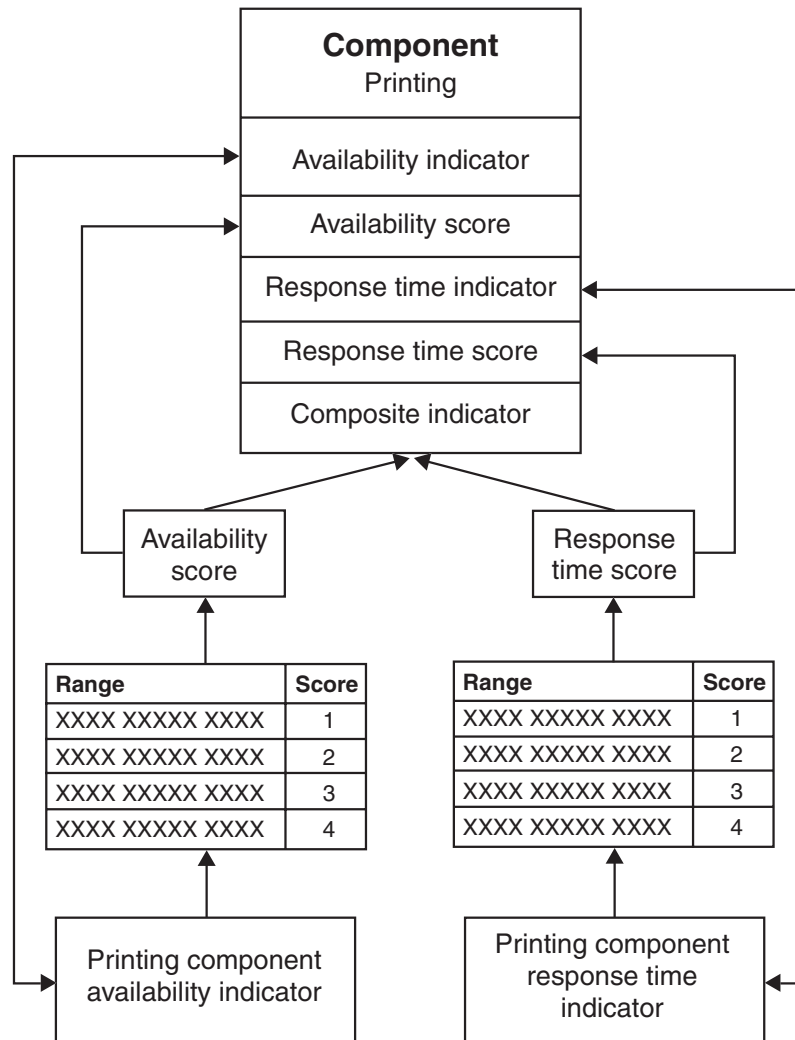 Component
Printing
Availability indicator
Availability score
Response time indicator
Response time score
Composite indicator
Availability
score
Response
time score
Range Score
XXXX XXXXX XXXX 1
XXXX XXXXX XXXX 2
XXXX XXXXX XXXX 3
XXXX XXXXX XXXX 4
Range Score
XXXX XXXXX XXXX 1
XXXX XXXXX XXXX 2
XXXX XXXXX XXXX 3
XXXX XXXXX XXXX 4
Printing component
availability indicator
Printing component
response time
indicator